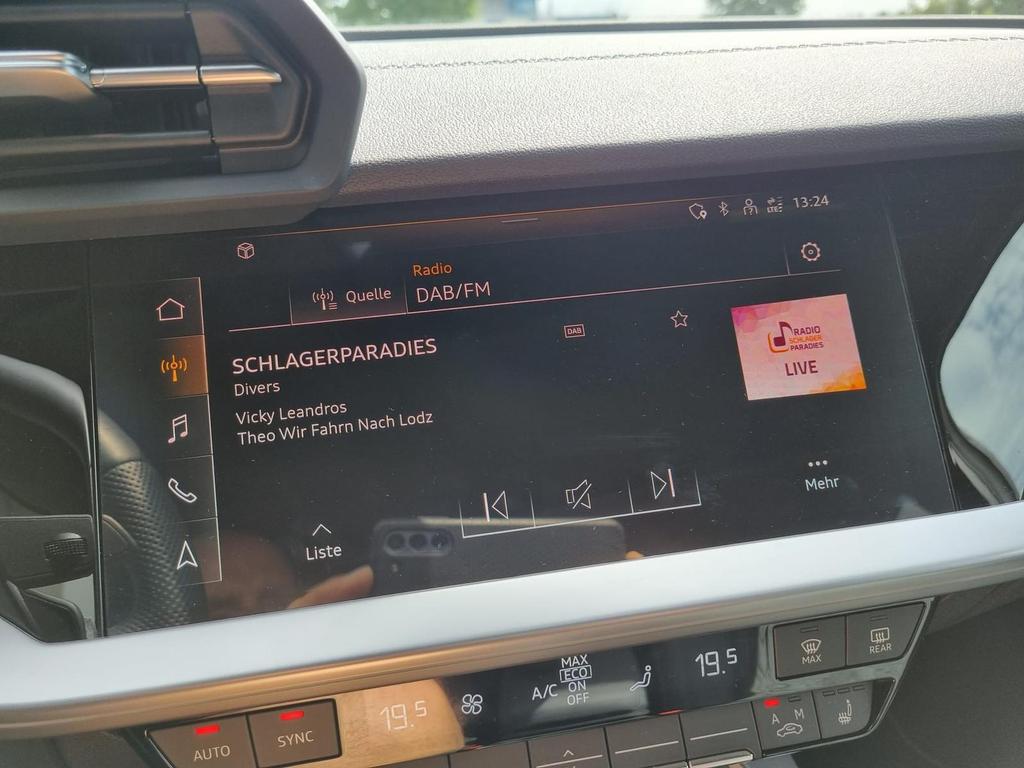 LTE 13:24
Radio
Quelle DAB/FM
SCHLAGERPARADIES
DAB
Divers
Vicky Leandros
Theo Wir Fahrn Nach Lodz
RADIO
SCHLAGER
PARADIES
LIVE
Mehr
Liste
AUTO
SYNC
19.5
A/C
MAX
ECO
ON
OFF
19.5
MAX
REAR
A M